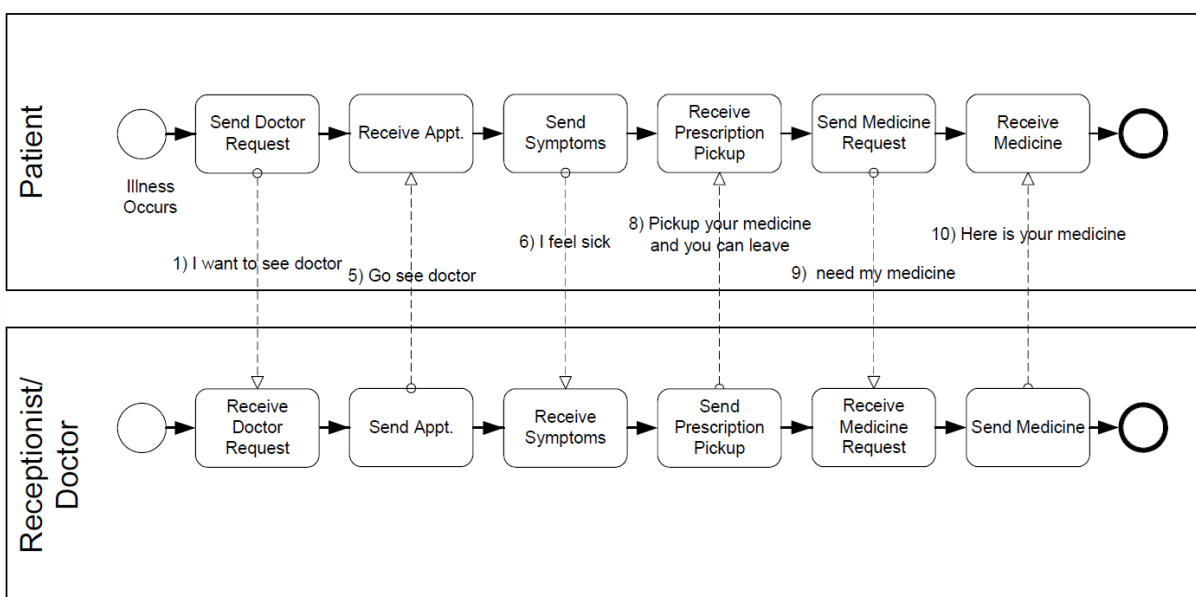 Patient
Send Doctor
Request
Receive Appt.
Send
Symptoms
Receive
Prescription
Pickup
Send Medicine
Request
Receive
Medicine
Illness
Occurs
1) I want to see doctor
5) Go see doctor
6) I feel sick
8) Pickup your medicine
and you can leave
9) need my medicine
10) Here is your medicine
Receptionist/
Doctor
Receive
Doctor
Request
Send Appt.
Receive
Symptoms
Send
Prescription
Pickup
Receive
Medicine
Request
Send Medicine